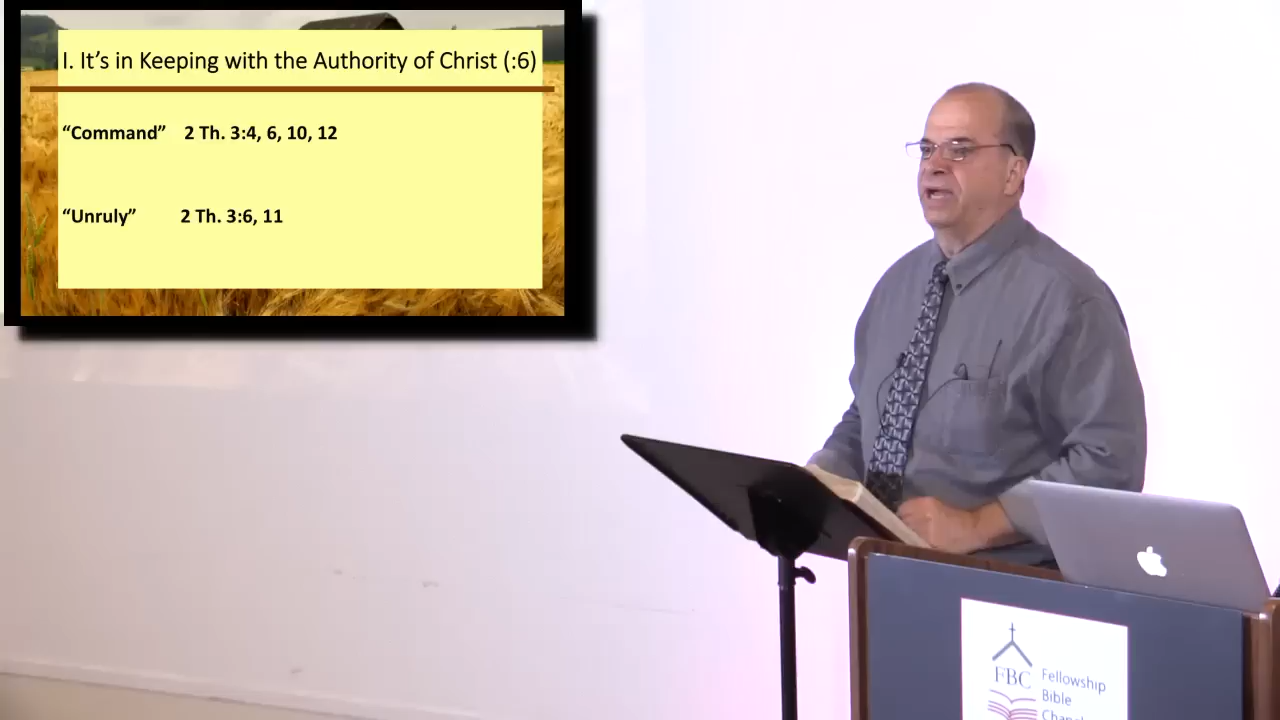 I. It’s in Keeping with the Authority of Christ (:6)
“Command” 2 Th. 3:4, 6, 10, 12
“Unruly” 2 Th. 3:6, 11
FBC
Fellowship
Bible